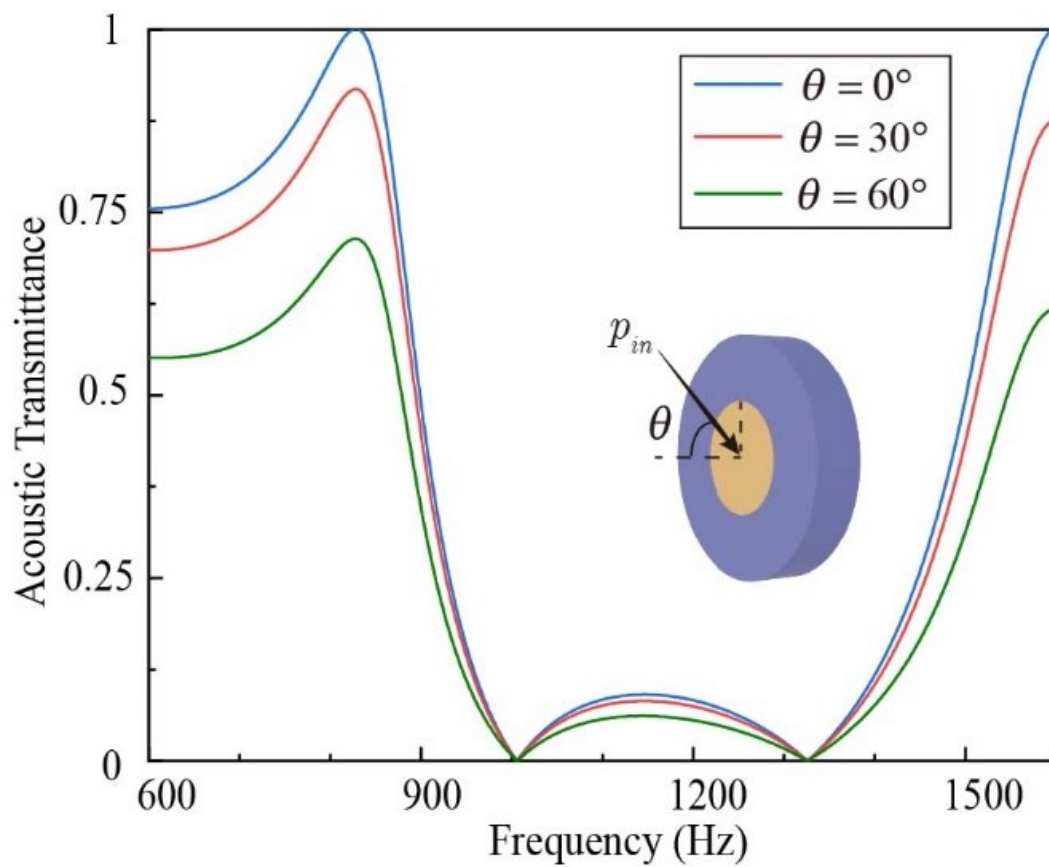 1
0.75
0.5
0.25
0
Acoustic Transmittance
θ = 0°
θ = 30°
θ = 60°
p_in
θ
600 900 1200 1500
Frequency (Hz)